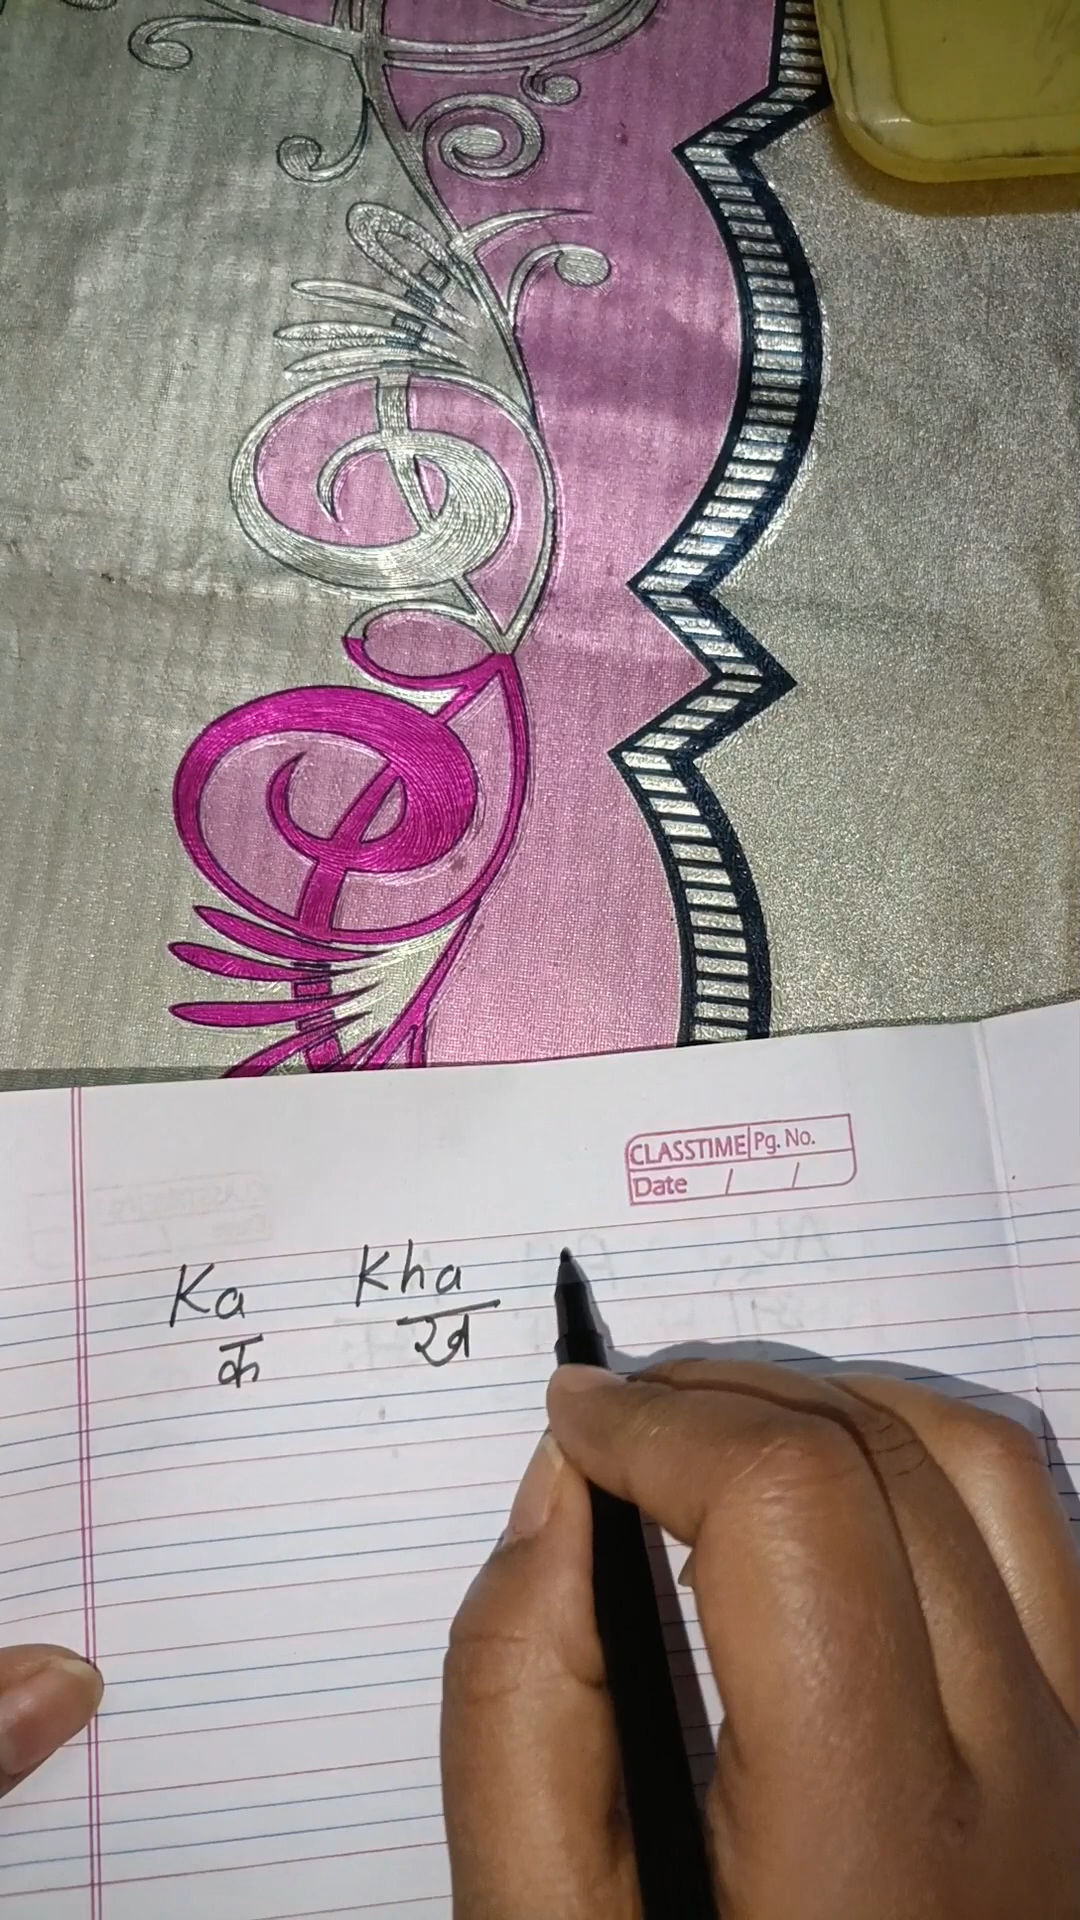 CLASSTIME Pg. No.
Date / /
Ka Kha
क ख